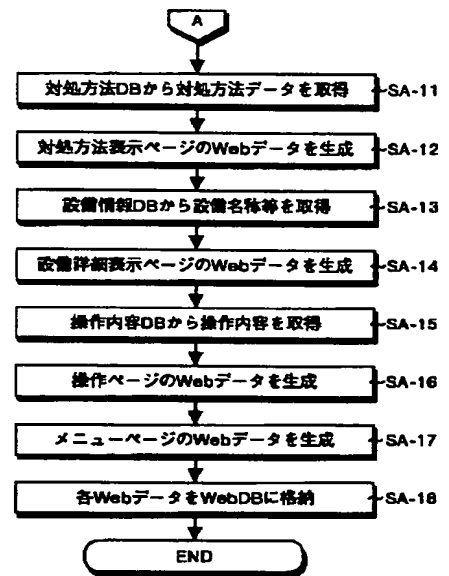 A
対処方法DBから対処方法データを取得 SA-11
対処方法表示ページのWebデータを生成 SA-12
設備情報DBから設備名称等を取得 SA-13
設備詳細表示ページのWebデータを生成 SA-14
操作内容DBから操作内容を取得 SA-15
操作ページのWebデータを生成 SA-16
メニューページのWebデータを生成 SA-17
各WebデータをWebDBに格納 SA-18
END